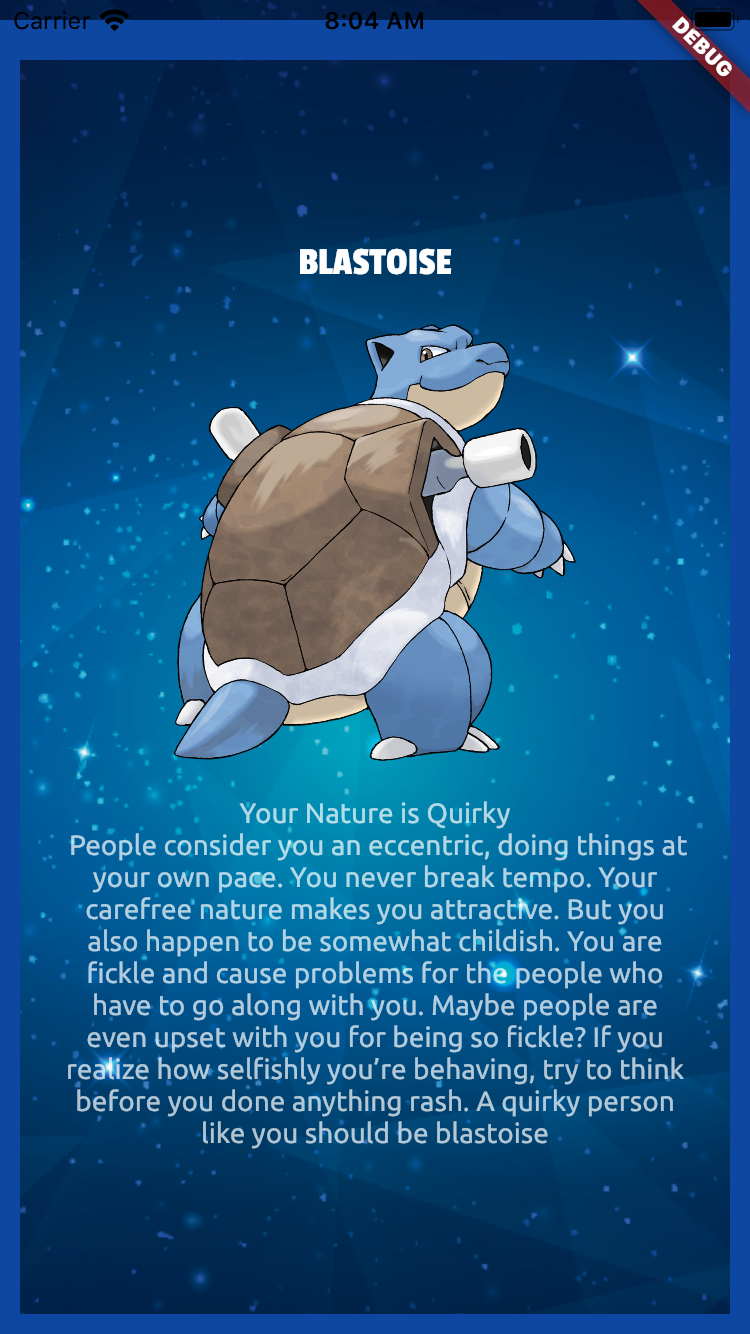 Carrier 8:04 AM
DEBUG
BLASTOISE
Your Nature is Quirky
People consider you an eccentric, doing things at
your own pace. You never break tempo. Your
carefree nature makes you attractive. But you
also happen to be somewhat childish. You are
fickle and cause problems for the people who
have to go along with you. Maybe people are
even upset with you for being so fickle? If you
realize how selfishly you’re behaving, try to think
before you done anything rash. A quirky person
like you should be blastoise